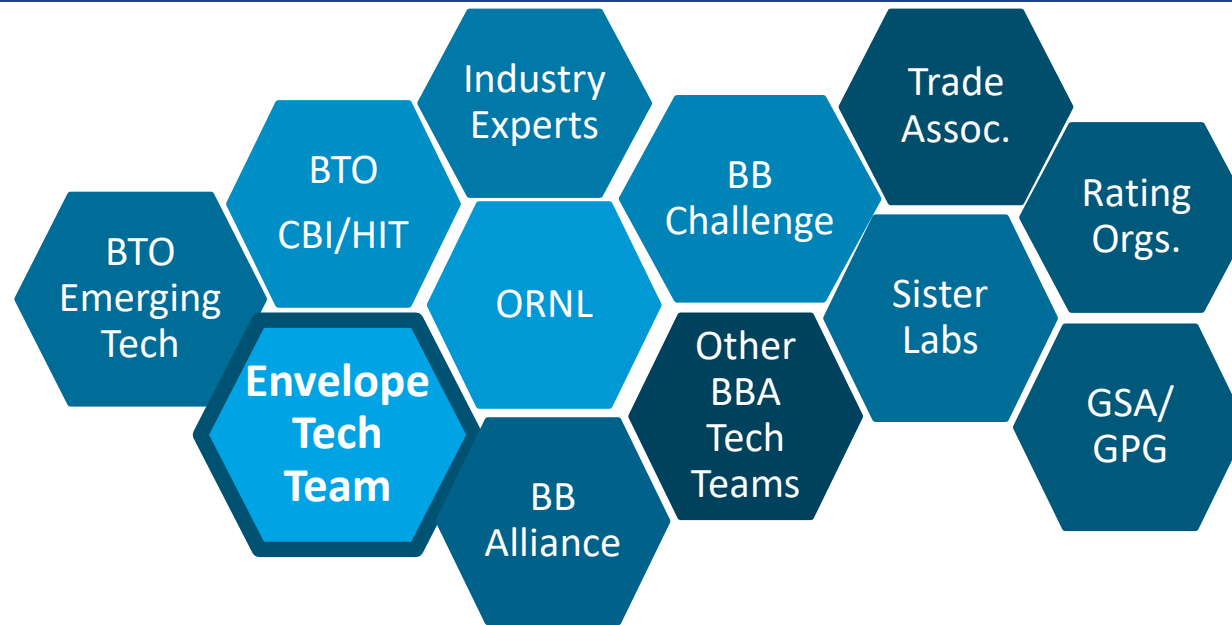 Industry
Experts
Trade
Assoc.
BTO
CBI/HIT
BB
Challenge
Rating
Orgs.
BTO
Emerging
Tech
ORNL
Sister
Labs
Envelope
Tech
Team
Other
BBA
Tech
Teams
GSA/
GPG
BB
Alliance